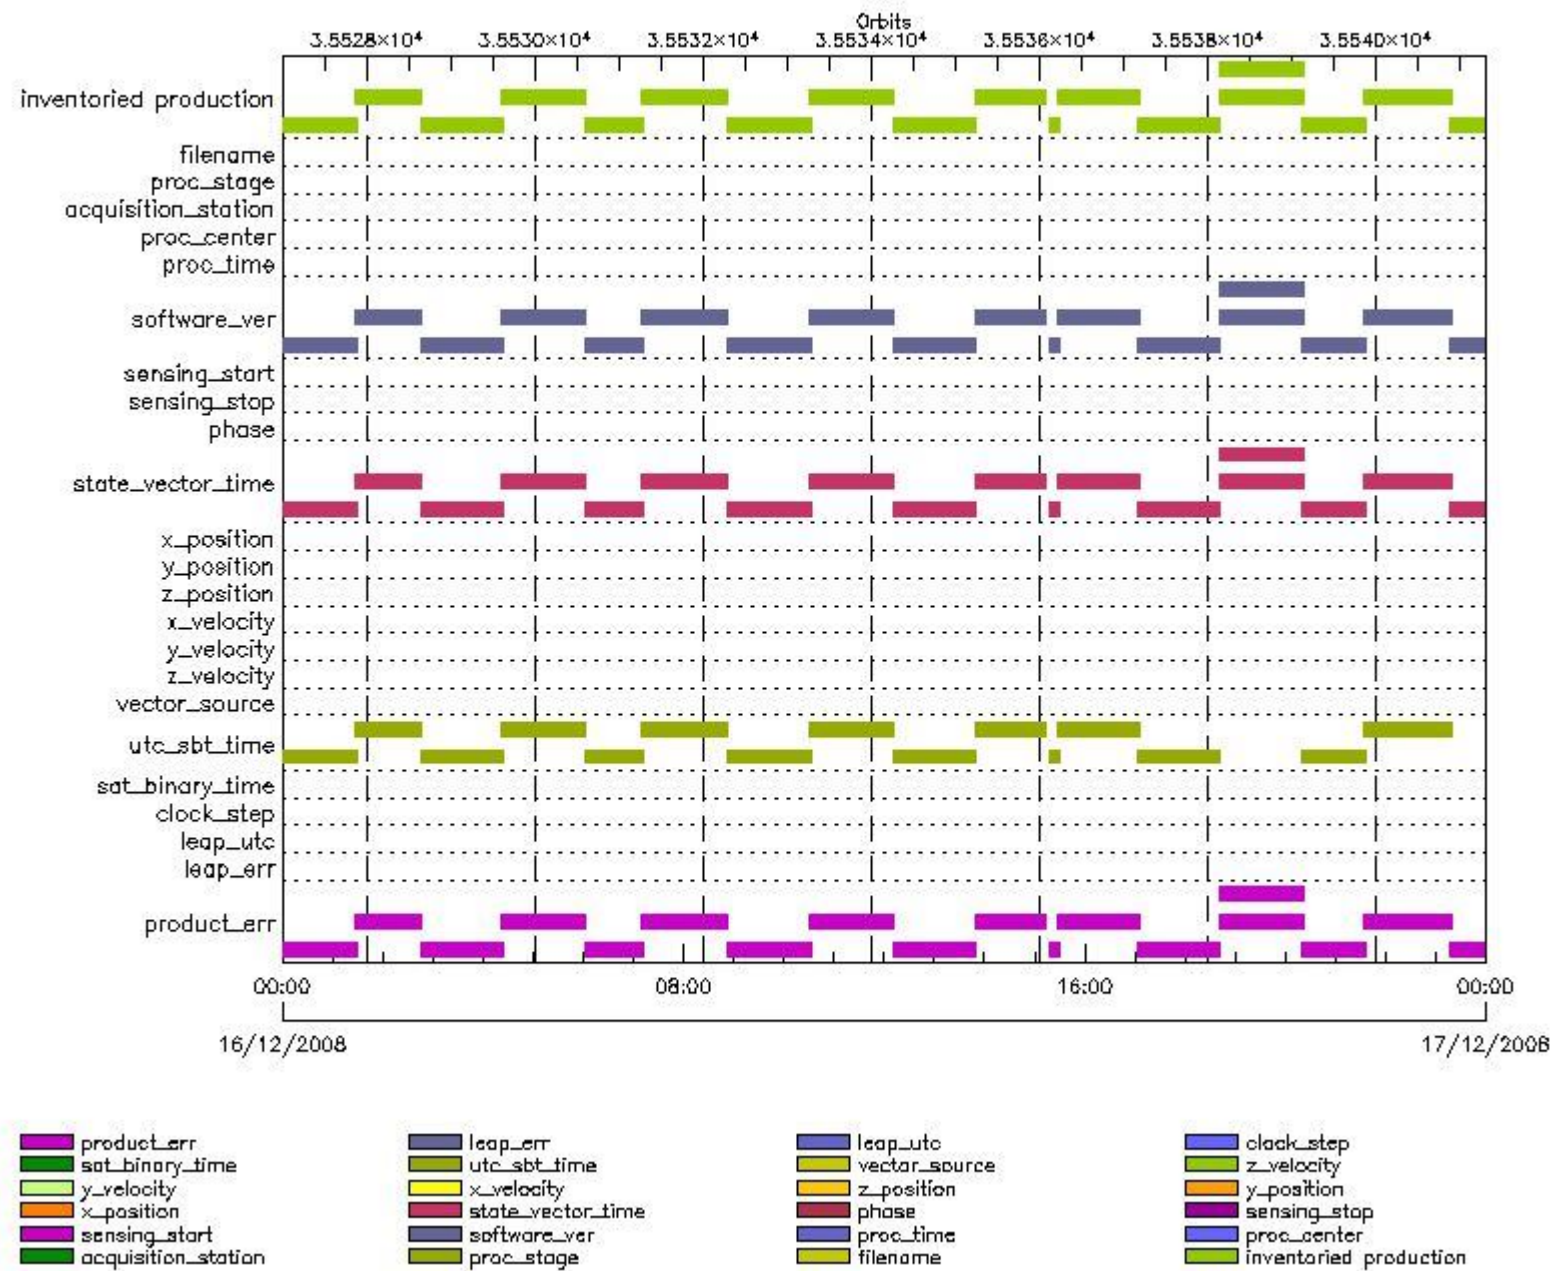 Orbits
3.5528×10⁴ 3.5530×10⁴ 3.5532×10⁴ 3.5534×10⁴ 3.5536×10⁴ 3.5538×10⁴ 3.5540×10⁴
inventoried production
filename
proc_stage
acquisition_station
proc_center
proc_time
software_ver
sensing_start
sensing_stop
phase
state_vector_time
x_position
y_position
z_position
x_velocity
y_velocity
z_velocity
vector_source
utc_sbt_time
sat_binary_time
clock_step
leap_utc
leap_err
product_err
00:00 08:00 16:00 00:00
16/12/2008 17/12/2008
product_err leap_err leap_utc clock_step
sat_binary_time utc_sbt_time vector_source z_velocity
y_velocity x_velocity z_position y_position
x_position state_vector_time phase sensing_stop
sensing_start software_ver proc_time proc_center
acquisition_station proc_stage filename inventoried production